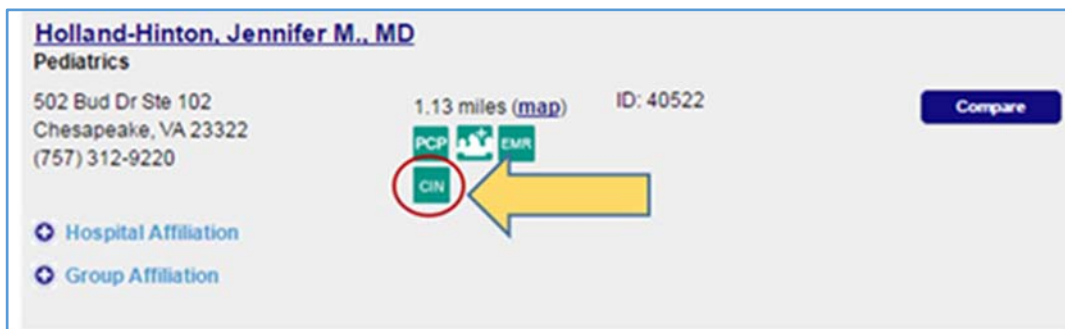 Holland-Hinton, Jennifer M., MD
Pediatrics
502 Bud Dr Ste 102
Chesapeake, VA 23322
(757) 312-9220
1.13 miles (map)
PCP EMR
CIN
ID: 40522
Compare
Hospital Affiliation
Group Affiliation